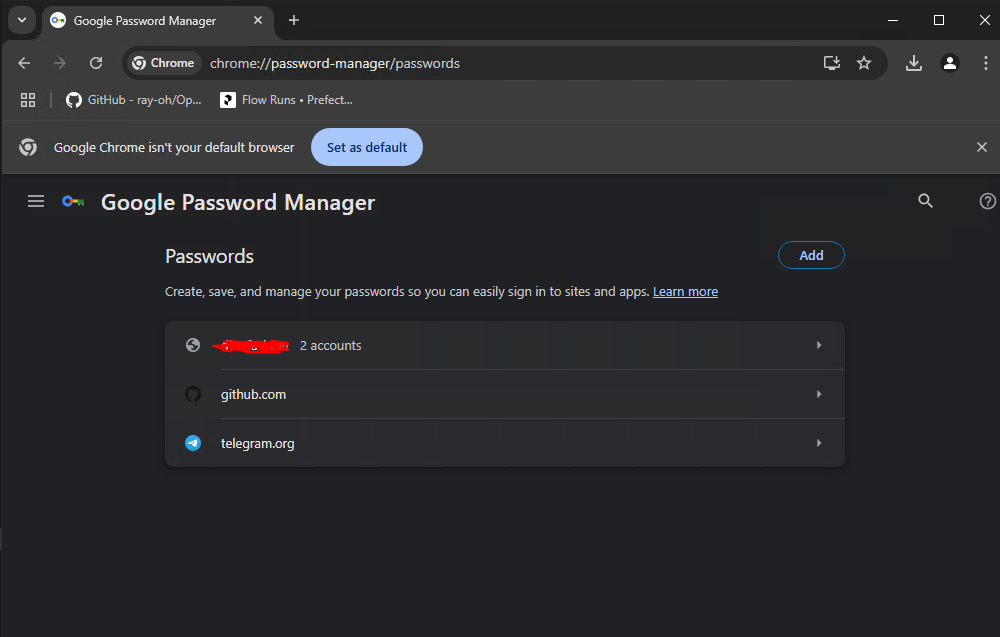 Google Password Manager
Chrome chrome://password-manager/passwords
GitHub - ray-oh/Op... Flow Runs • Prefect...
Google Chrome isn't your default browser Set as default
Google Password Manager
Passwords Add
Create, save, and manage your passwords so you can easily sign in to sites and apps. Learn more
2 accounts
github.com
telegram.org